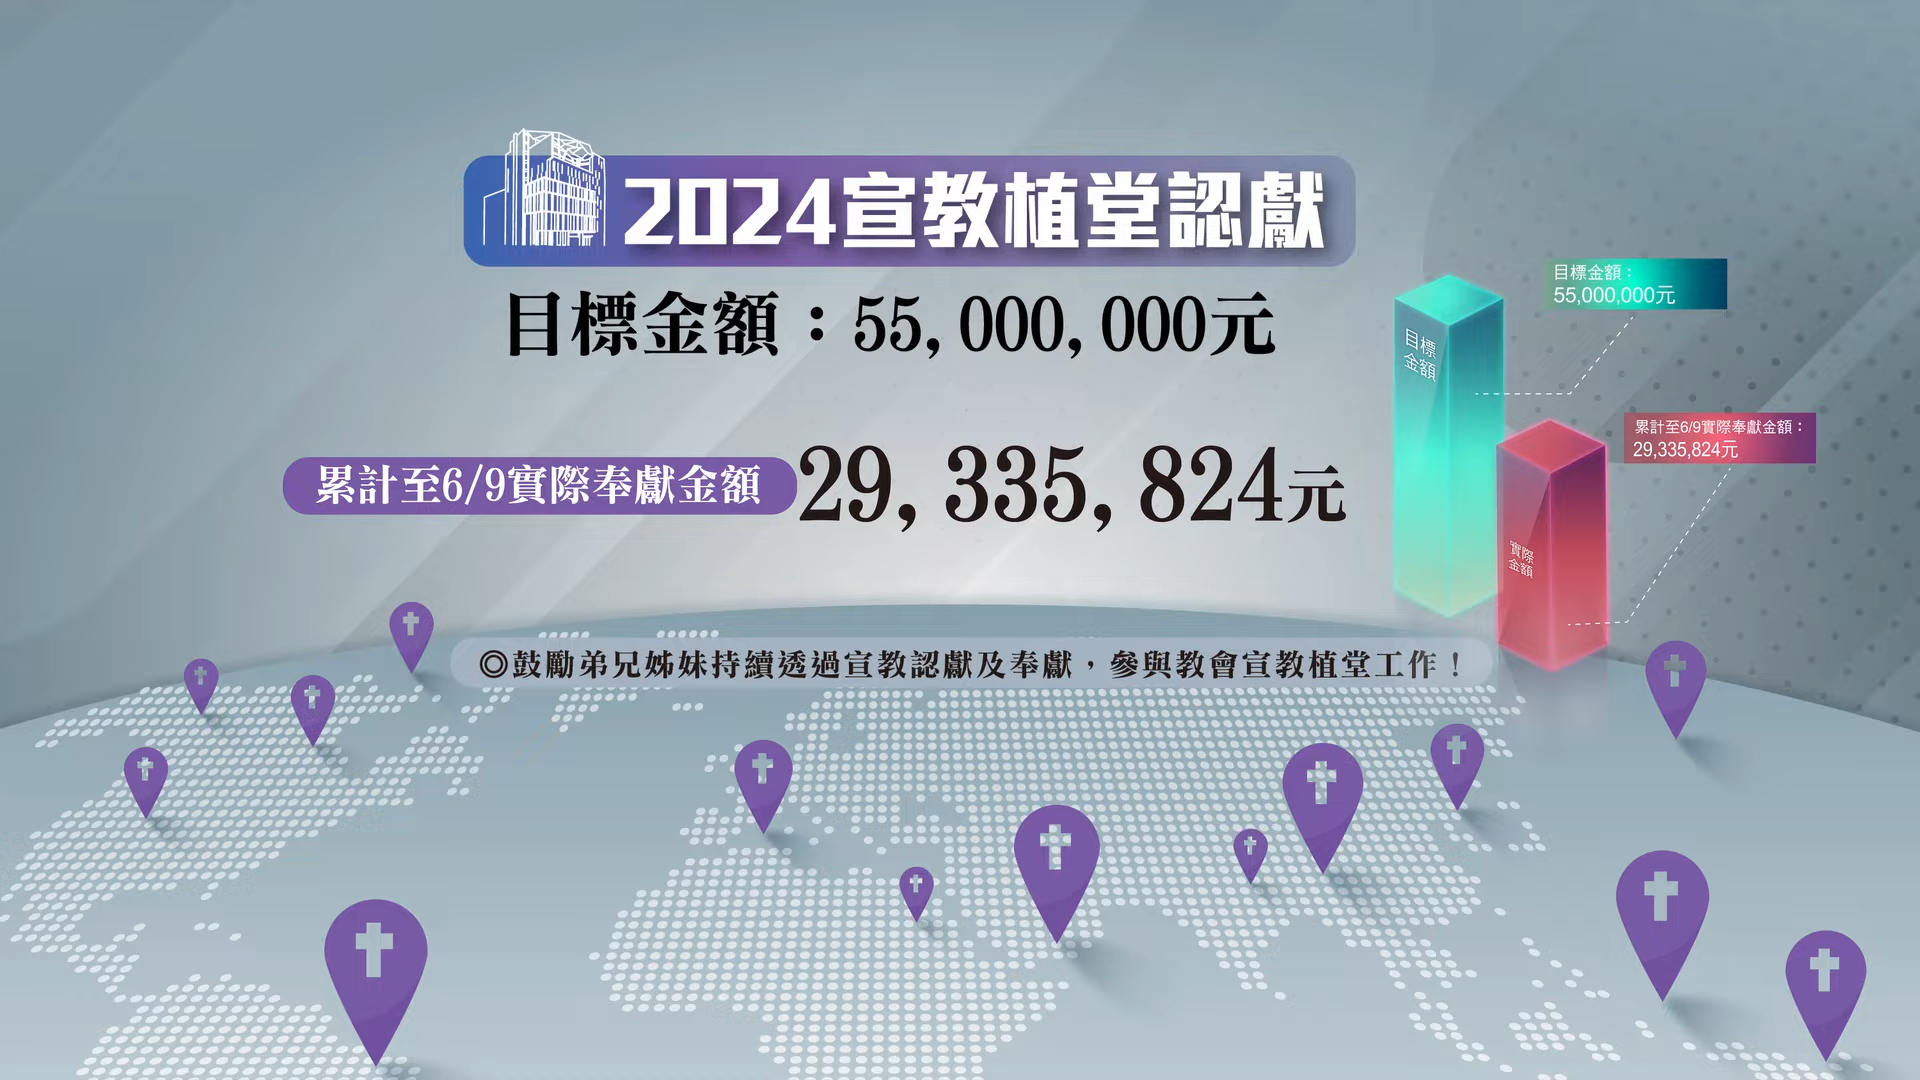 2024宣教植堂認獻
目標金額：55,000,000元
累計至6/9實際奉獻金額 29,335,824元
◎鼓勵弟兄姊妹持續透過宣教認獻及奉獻，參與教會宣教植堂工作！
目標金額：
55,000,000元
目標
金額
累計至6/9實際奉獻金額：
29,335,824元
實際
金額